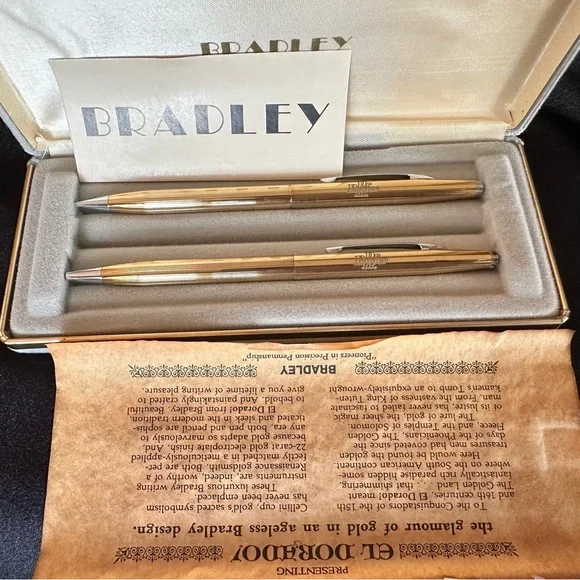 BRADLEY
BRADLEY
PRESENTING
EL DORADO!
the glamour of gold in an ageless Bradley design.
To the Conquistadors of the 15th
and 16th centuries, El Dorado meant
"The Golden Land"... that shimmering,
fantastically rich paradise hidden some-
where on the South American continent.
Here would be found the golden
treasures men has coveted since the
days of the Phoenicians, The Golden
Fleece, and The Temple of Solomon.
The lure of gold, the sheer magic
of its lustre, has never failed to fascinate
man. From the vastness of King Tuten-
kamen's Tomb to an exquisitely-wrought
Cellini cup, gold's sacred symbolism
has never been emplaced.
These luxurious Bradley writing
instruments are, indeed, worthy of a
Renaissance goldsmith. Both are per-
fectly matched in a meticulously-applied
22-carat gold electroplate finish. And,
because gold adapts so marvelously to
any era, both pen and pencil are sophis-
ticated and sleek in the modern tradition.
El Dorado from Bradley. Beautiful
to behold. And painstakingly crafted to
give you a lifetime of writing pleasure.
BRADLEY
"Pioneers in Precision Penmanship"